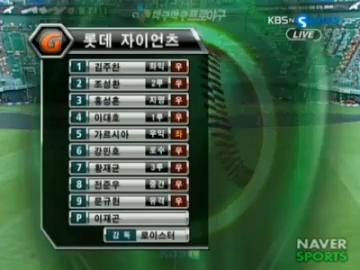 롯데 자이언츠
KBS N SPORTS
LIVE
1 김주찬 좌익 우
2 조성환 2루 우
3 홍성흔 지명 우
4 이대호 1루 우
5 가르시아 우익 좌
6 강민호 포수 우
7 황재균 3루 우
8 전준우 중견 우
9 문규현 유격 우
P 이재곤
감독 로이스터
NAVER
SPORTS